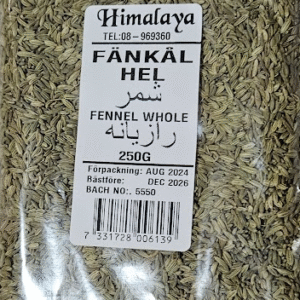 Himalaya
TEL:08 - 969360
FÄNKÅL
HEL
شمر
FENNEL WHOLE
رازيانه
250G
Förpackning: AUG 2024
Bästföre: DEC 2026
BACH NO:. 5550
7 331728 006139